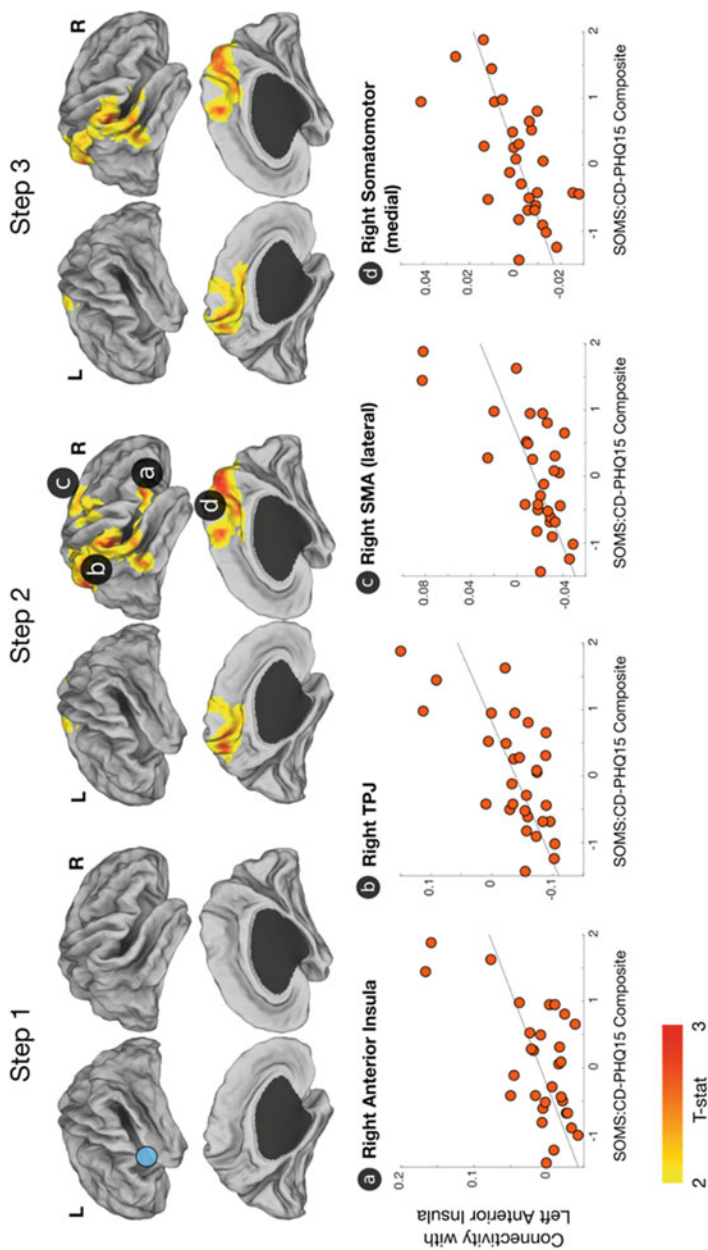 Step 1
Step 2
Step 3
L
R
L
R
L
R
c
b
a
d
a Right Anterior Insula
b Right TPJ
c Right SMA (lateral)
d Right Somatomotor
(medial)
Connectivity with
Left Anterior Insula
0.2
0.1
0
-1
0
1
2
SOMS:CD-PHQ15 Composite
0.1
0
-0.1
-1
0
1
2
SOMS:CD-PHQ15 Composite
0.08
0.04
0
-0.04
-1
0
1
2
SOMS:CD-PHQ15 Composite
0.04
0.02
0
-0.02
-1
0
1
2
SOMS:CD-PHQ15 Composite
2
3
T-stat